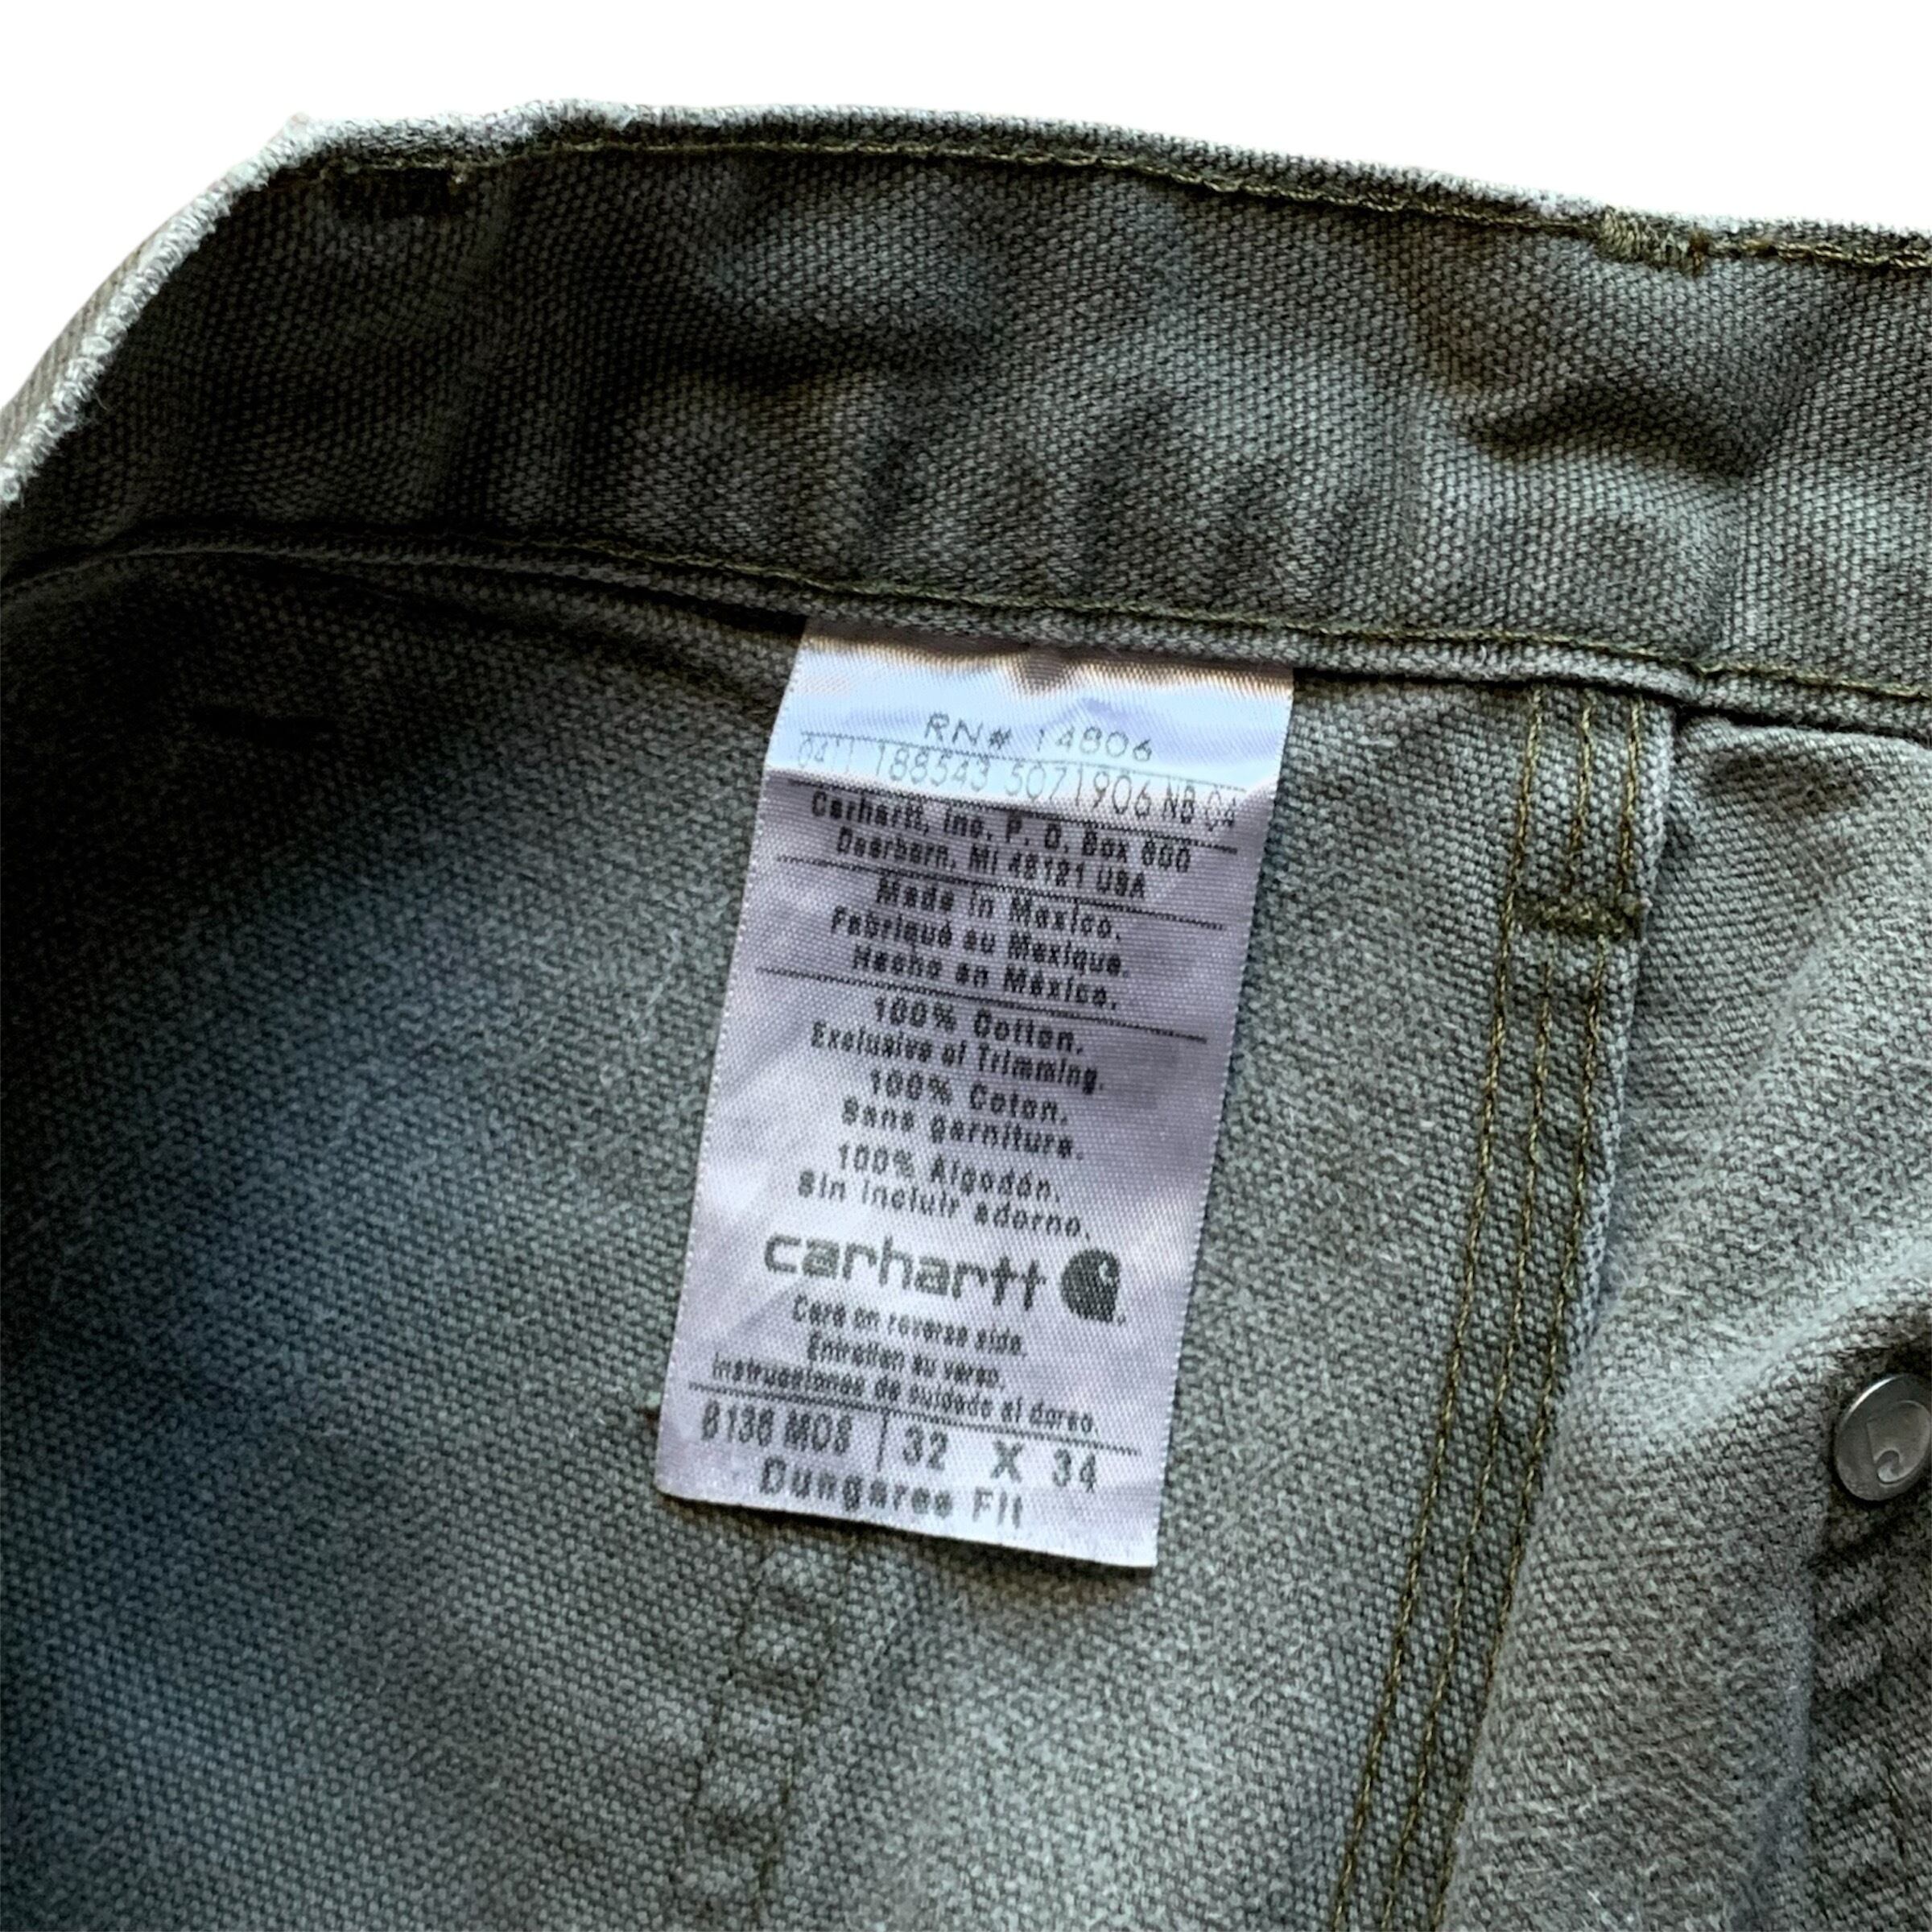 RN# 14806
0411 188543 5071906 NB 04
Carhartt, Inc. P. O. Box 600
Dearborn, MI 48121 USA
Made in Mexico.
Fabriqué au Mexique.
Hecho en México.
100% Cotton.
Exclusive of Trimming.
100% Coton.
Sans garniture.
100% Algodón.
Sin incluir adorno.
carhartt
Care on reverse side.
Entretien au verso.
Instrucciones de cuidado al dorso.
B136 MOS | 32 X 34
Dungaree Fit